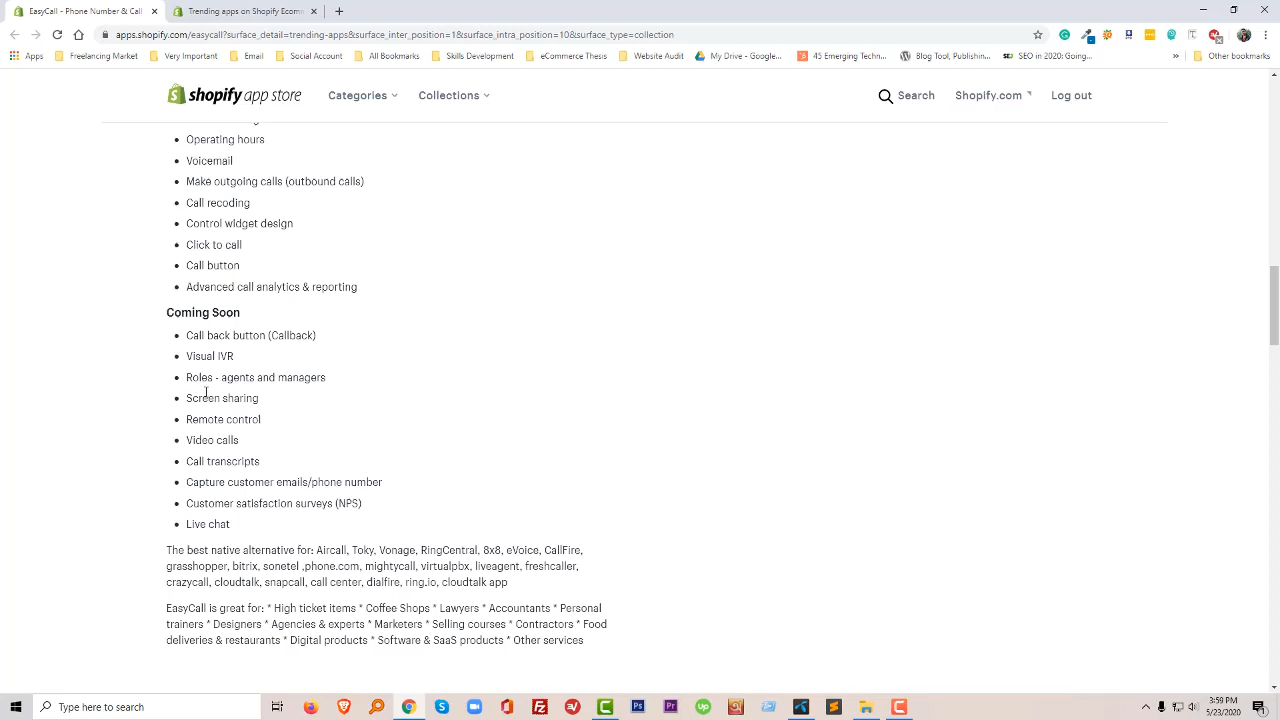 EasyCall - Phone Number & Call
Trending apps on Shopify Ecom
apps.shopify.com/easycall?surface_detail=trending-apps&surface_inter_position=1&surface_intra_position=10&surface_type=collection
Apps
Freelancing Market
Very Important
Email
Social Account
All Bookmarks
Skills Development
eCommerce Thesis
Website Audit
My Drive - Google...
45 Emerging Techn...
Blog Tool, Publishin...
SEO in 2020: Going...
»
Other bookmarks
shopify app store
Categories
Collections
Search
Shopify.com
Log out
• Operating hours
• Voicemail
• Make outgoing calls (outbound calls)
• Call recoding
• Control widget design
• Click to call
• Call button
• Advanced call analytics & reporting
Coming Soon
• Call back button (Callback)
• Visual IVR
• Roles - agents and managers
• Screen sharing
• Remote control
• Video calls
• Call transcripts
• Capture customer emails/phone number
• Customer satisfaction surveys (NPS)
• Live chat
The best native alternative for: Aircall, Toky, Vonage, RingCentral, 8x8, eVoice, CallFire,
grasshopper, bitrix, sonetel ,phone.com, mightycall, virtualpbx, liveagent, freshcaller,
crazycall, cloudtalk, snapcall, call center, dialfire, ring.io, cloudtalk app
EasyCall is great for: * High ticket items * Coffee Shops * Lawyers * Accountants * Personal
trainers * Designers * Agencies & experts * Marketers * Selling courses * Contractors * Food
deliveries & restaurants * Digital products * Software & SaaS products * Other services
Type here to search
3:59 PM
5/23/2020